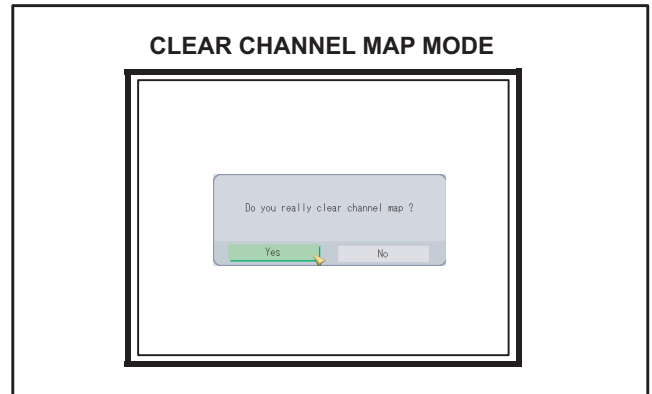 CLEAR CHANNEL MAP MODE
Do you really clear channel map ?
Yes No